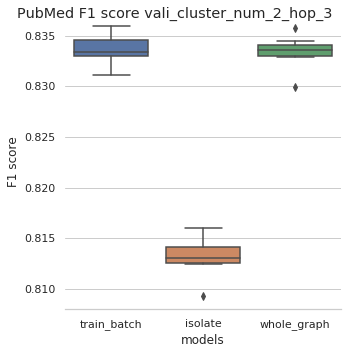 PubMed F1 score vali_cluster_num_2_hop_3
0.835
0.830
0.825
0.820
0.815
0.810
F1 score
train_batch isolate whole_graph
models